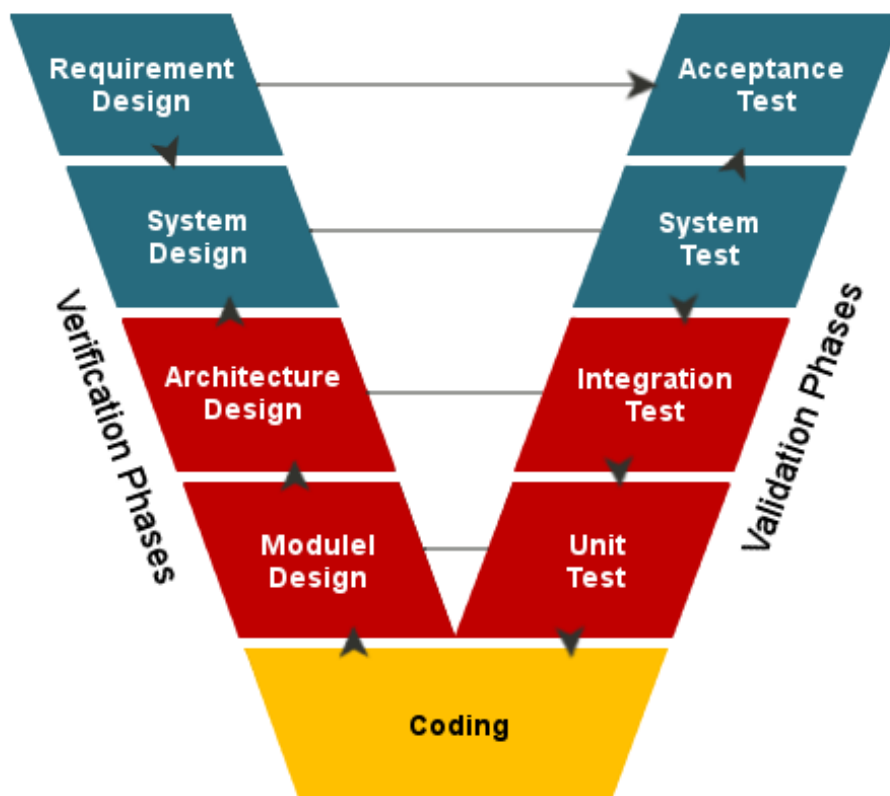 Requirement
Design
Acceptance
Test
System
Design
System
Test
Architecture
Design
Integration
Test
Modulel
Design
Unit
Test
Coding
Verification Phases
Validation Phases